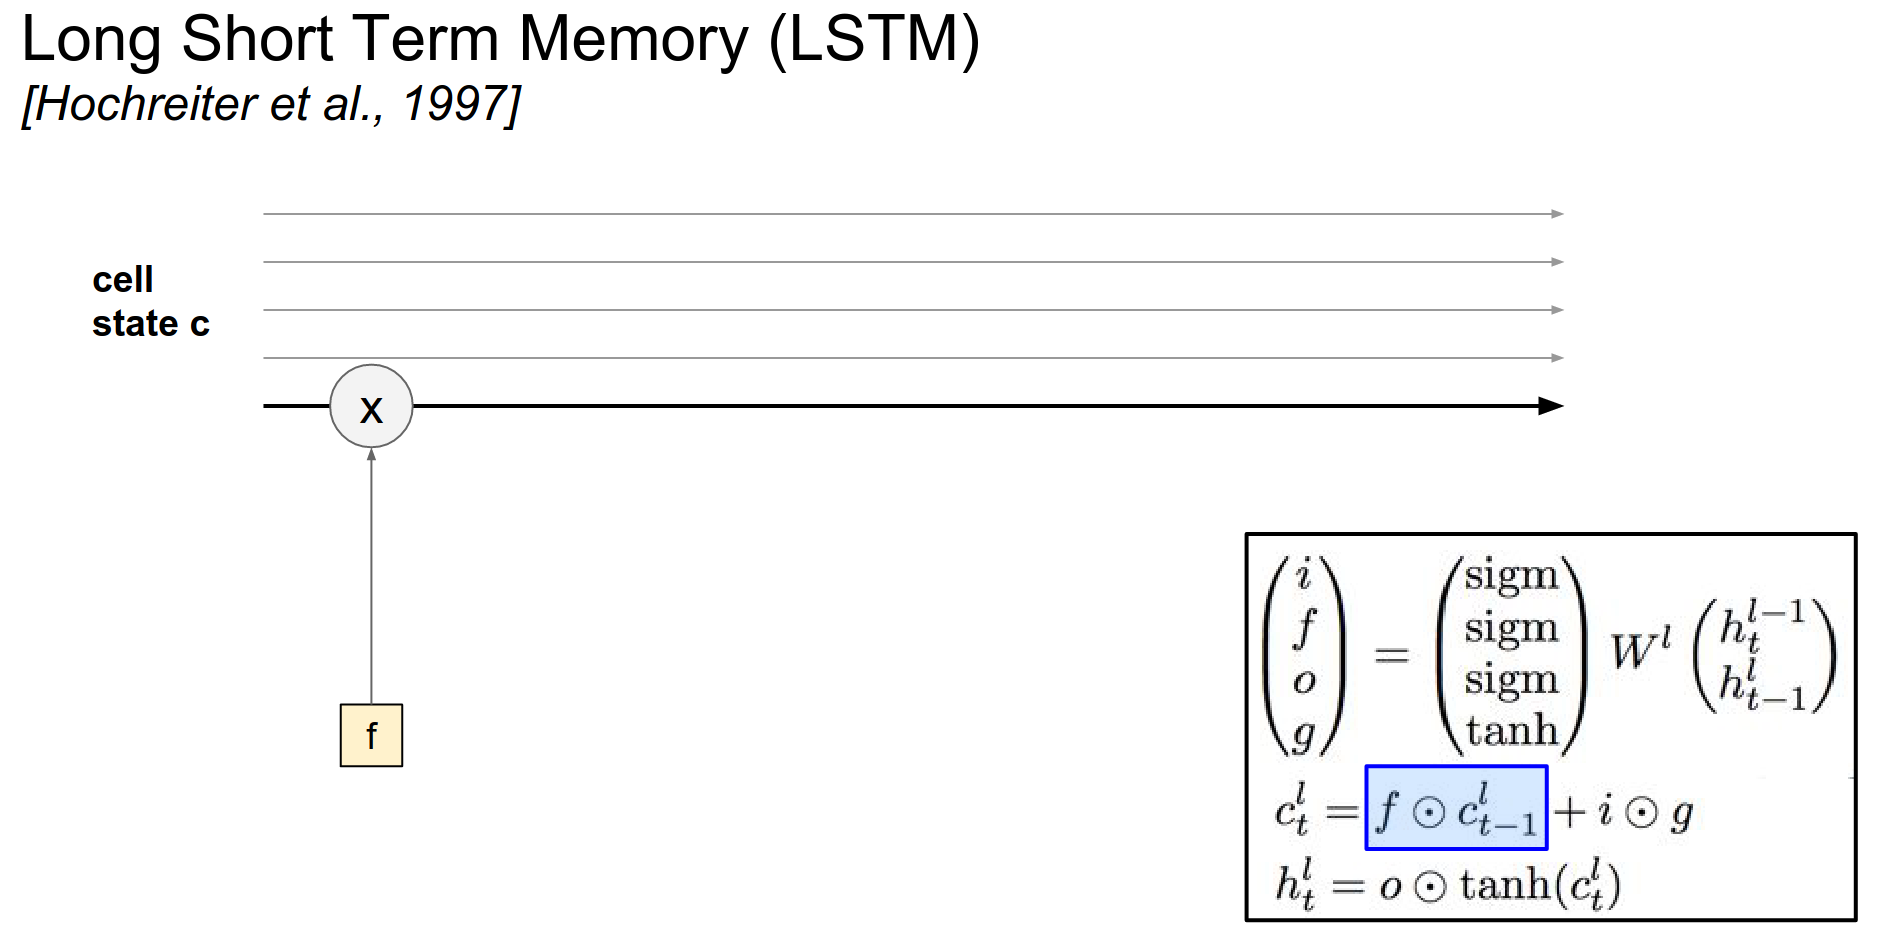 Long Short Term Memory (LSTM)
[Hochreiter et al., 1997]
cell
state c
x
f
i
f
o
g
=
sigm
sigm
sigm
tanh
W^l
h_t^{l-1}
h_{t-1}^l
c_t^l = f ⊙ c_{t-1}^l + i ⊙ g
h_t^l = o ⊙ tanh(c_t^l)